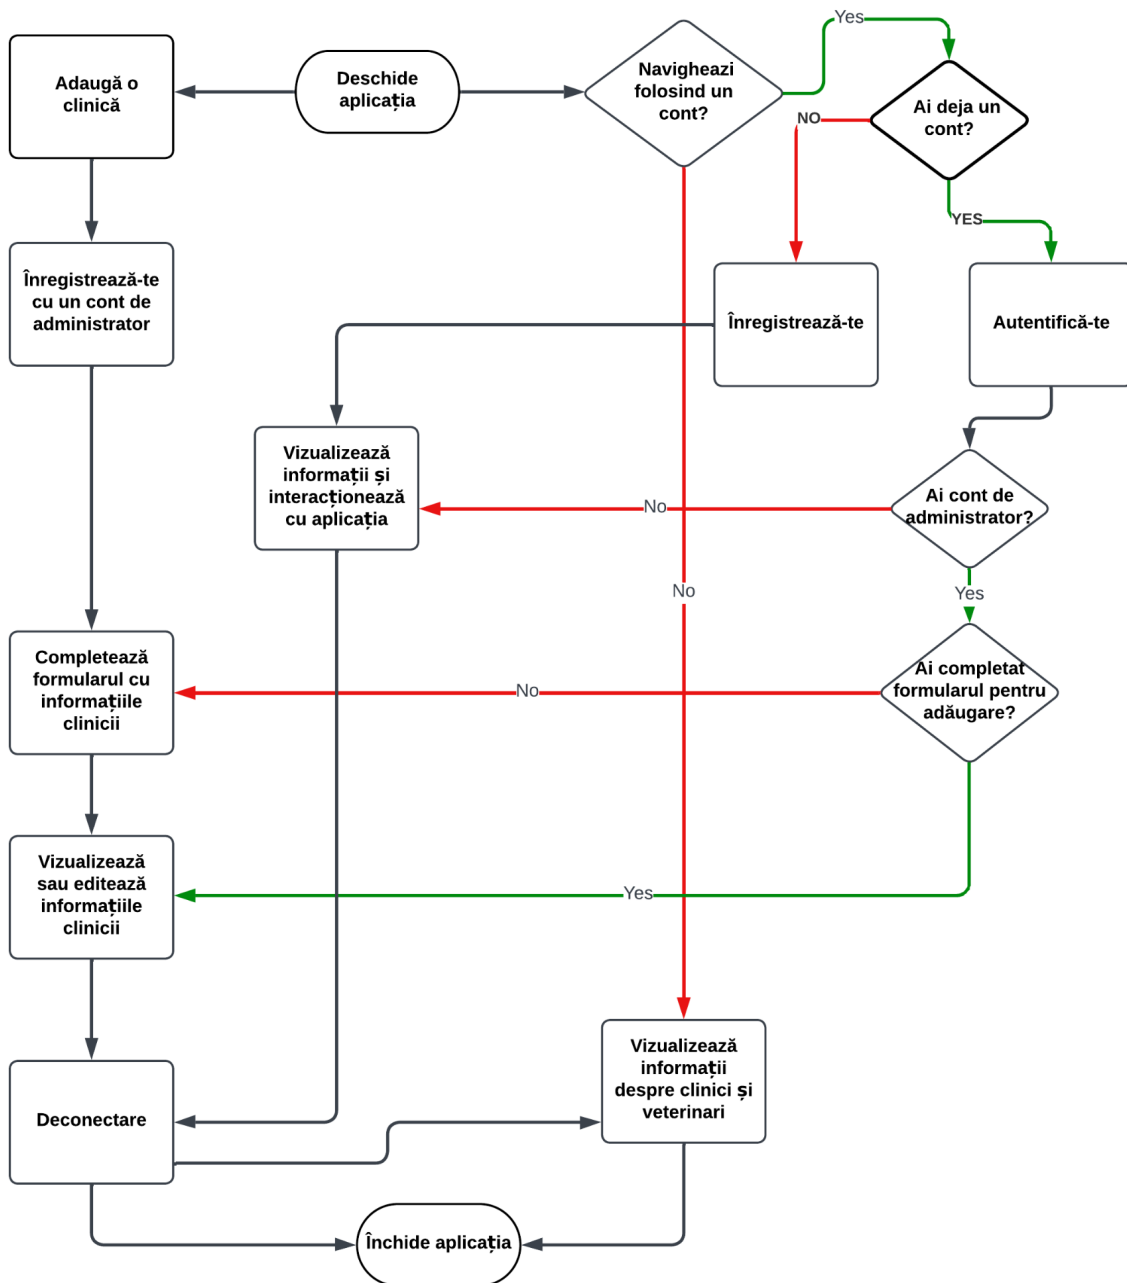 Yes
Adaugă o
clinică
Deschide
aplicația
Navigheazi
folosind un
cont?
Ai deja un
cont?
NO
YES
Înregistrează-te
cu un cont de
administrator
Înregistrează-te
Autentifică-te
Vizualizează
informații și
interacționează
cu aplicația
No
Ai cont de
administrator?
No
Yes
Completează
formularul cu
informațiile
clinicii
No
Ai completat
formularul pentru
adăugare?
Vizualizează
sau editează
informațiile
clinicii
Yes
Vizualizează
informații
despre clinici și
veterinari
Deconectare
Închide aplicația